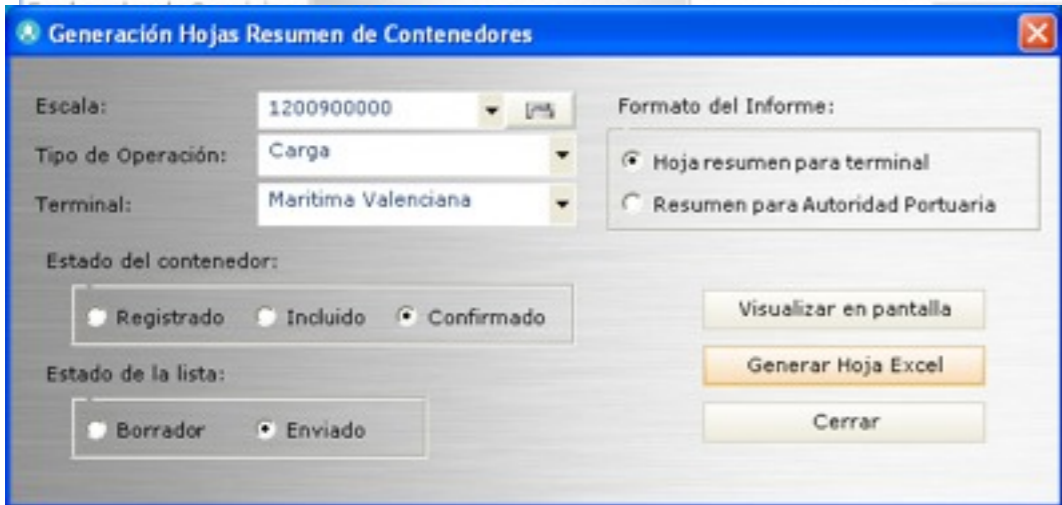 Generación Hojas Resumen de Contenedores
Escala: 1200900000
Formato del Informe:
Tipo de Operación: Carga
Hoja resumen para terminal
Terminal: Maritima Valenciana
Resumen para Autoridad Portuaria
Estado del contenedor:
Registrado Incluido Confirmado
Visualizar en pantalla
Estado de la lista:
Generar Hoja Excel
Borrador Enviado
Cerrar